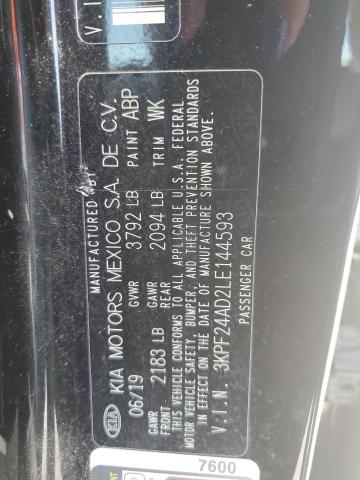 MANUFACTURED BY
KIA KIA MOTORS MEXICO S.A. DE C.V.
06/19 GVWR 3792 LB PAINT ABP
GAWR FRONT 2183 LB GAWR REAR 2094 LB TRIM WK
THIS VEHICLE CONFORMS TO ALL APPLICABLE U.S.A. FEDERAL
MOTOR VEHICLE SAFETY, BUMPER, AND THEFT PREVENTION STANDARDS
IN EFFECT ON THE DATE OF MANUFACTURE SHOWN ABOVE.
V.I.N. 3KPF24AD2LE144593
PASSENGER CAR
V.I.
7600